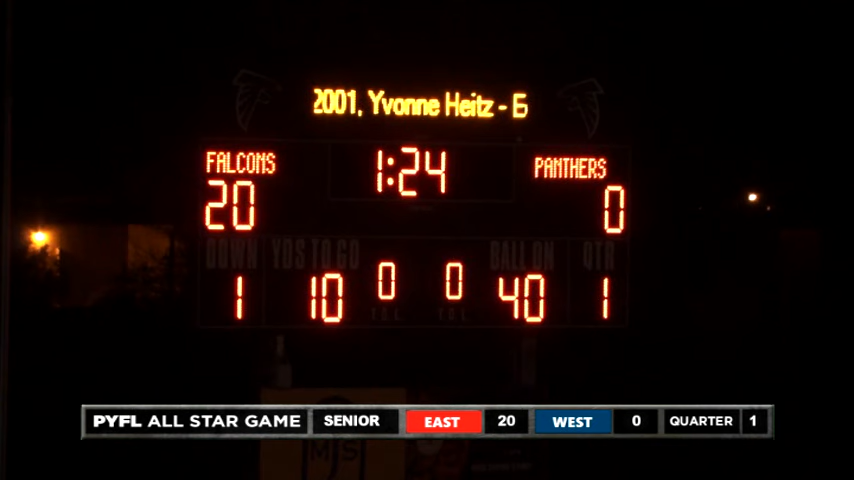 2001, Yvonne Heitz - 6
FALCONS 1:24 PANTHERS
20 0
DOWN YDS TO GO BALL ON QTR
1 10 0 0 40 1
PYFL ALL STAR GAME SENIOR EAST 20 WEST 0 QUARTER 1